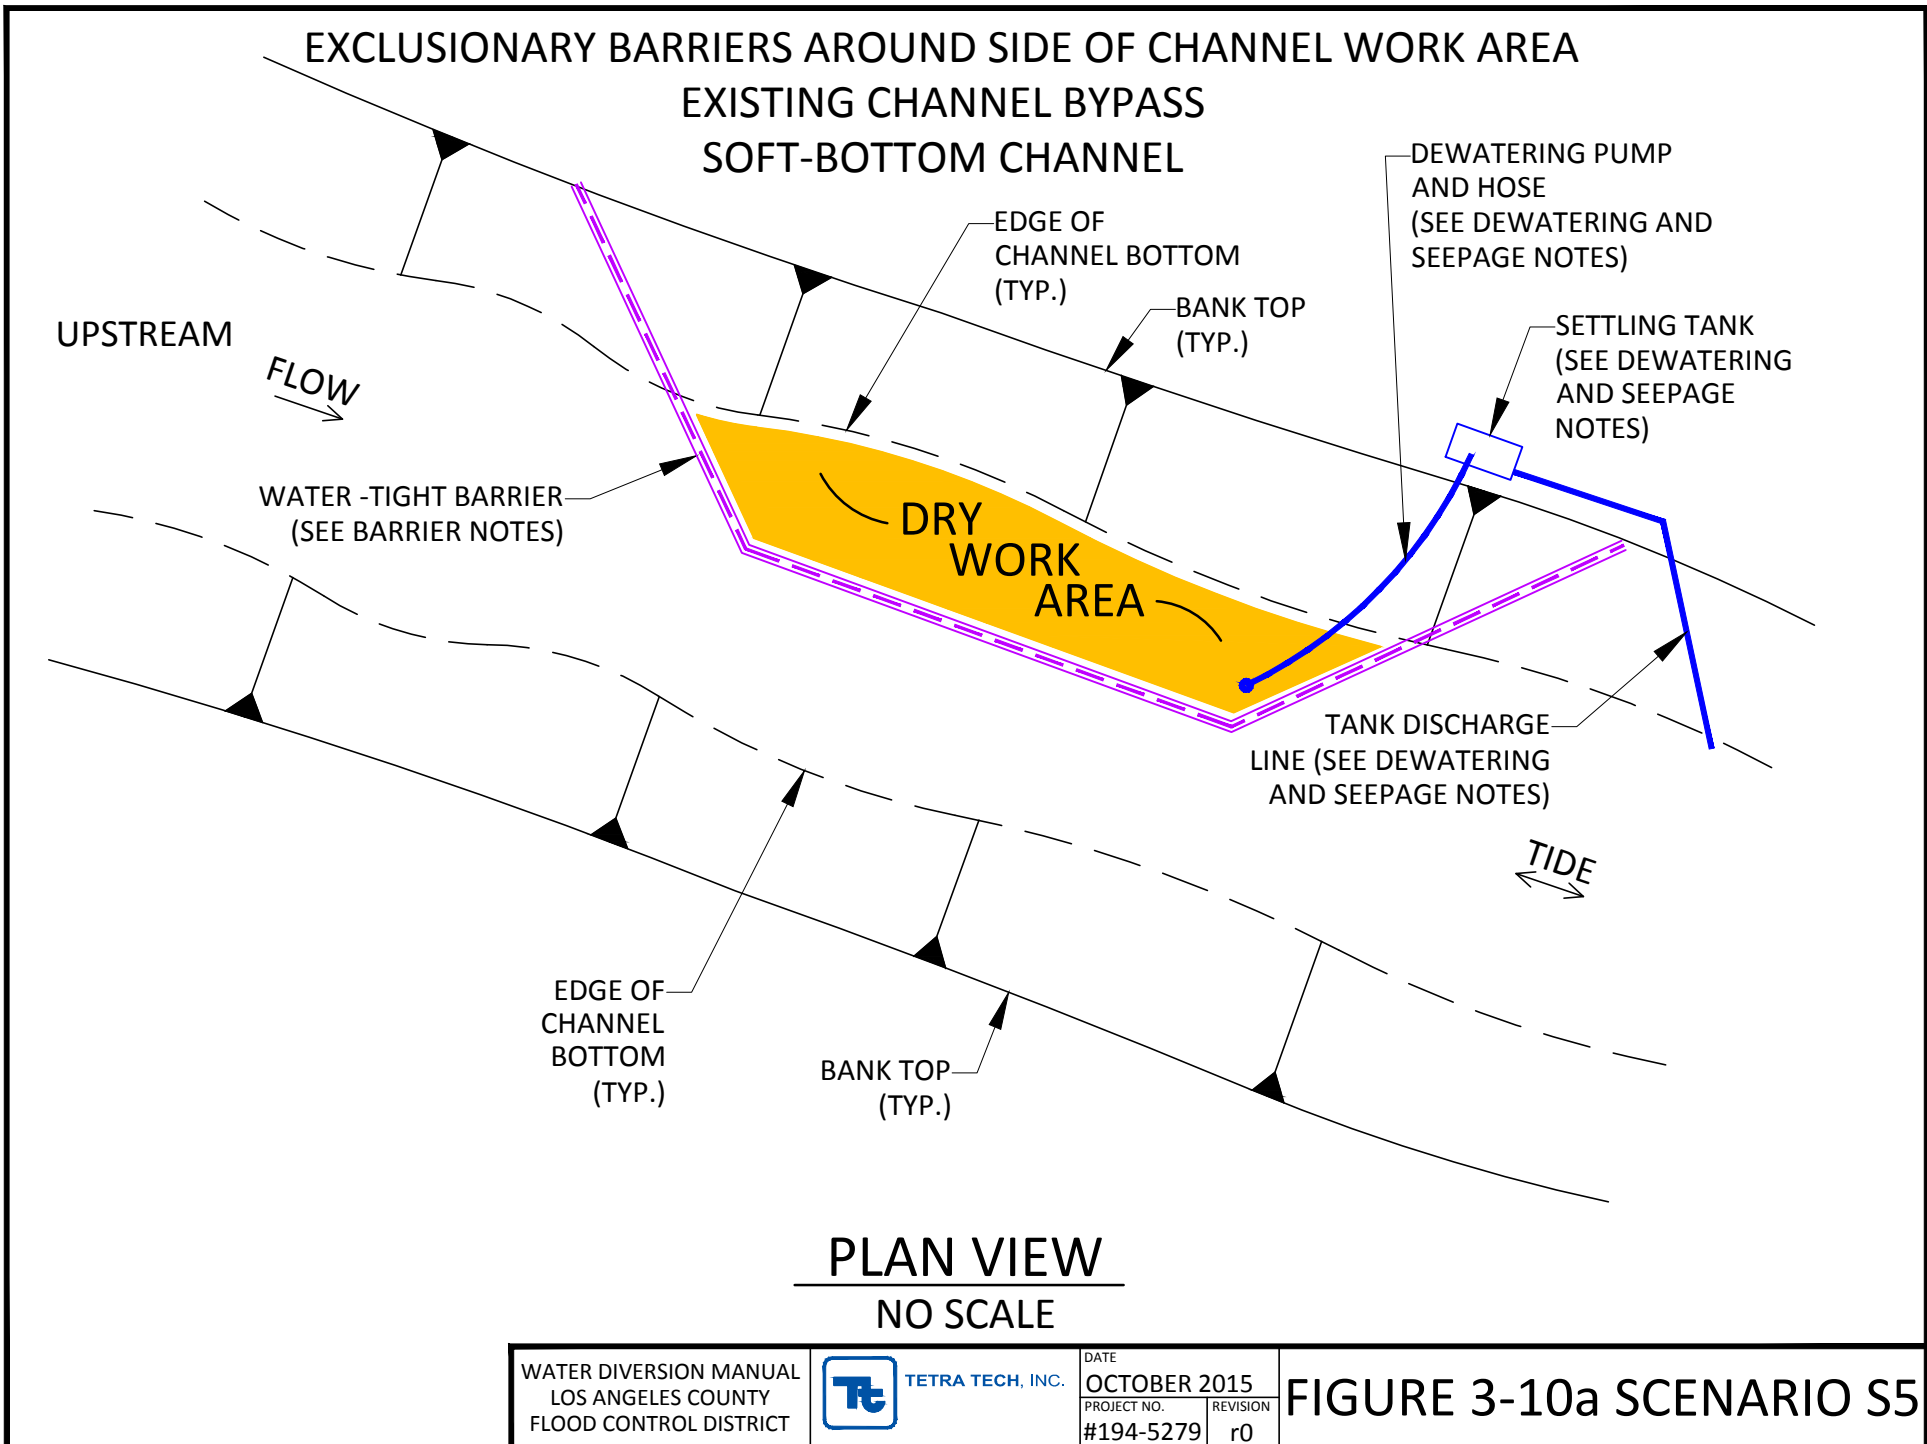 EXCLUSIONARY BARRIERS AROUND SIDE OF CHANNEL WORK AREA
EXISTING CHANNEL BYPASS
SOFT-BOTTOM CHANNEL
DEWATERING PUMP
AND HOSE
(SEE DEWATERING AND
SEEPAGE NOTES)
EDGE OF
CHANNEL BOTTOM
(TYP.)
BANK TOP
(TYP.)
SETTLING TANK
(SEE DEWATERING
AND SEEPAGE
NOTES)
UPSTREAM
FLOW
WATER -TIGHT BARRIER
(SEE BARRIER NOTES)
DRY
WORK
AREA
TANK DISCHARGE
LINE (SEE DEWATERING
AND SEEPAGE NOTES)
TIDE
EDGE OF
CHANNEL
BOTTOM
(TYP.)
BANK TOP
(TYP.)
PLAN VIEW
NO SCALE
WATER DIVERSION MANUAL
LOS ANGELES COUNTY
FLOOD CONTROL DISTRICT
Tt
TETRA TECH, INC.
DATE
OCTOBER 2015
PROJECT NO.
#194-5279
REVISION
r0
FIGURE 3-10a SCENARIO S5